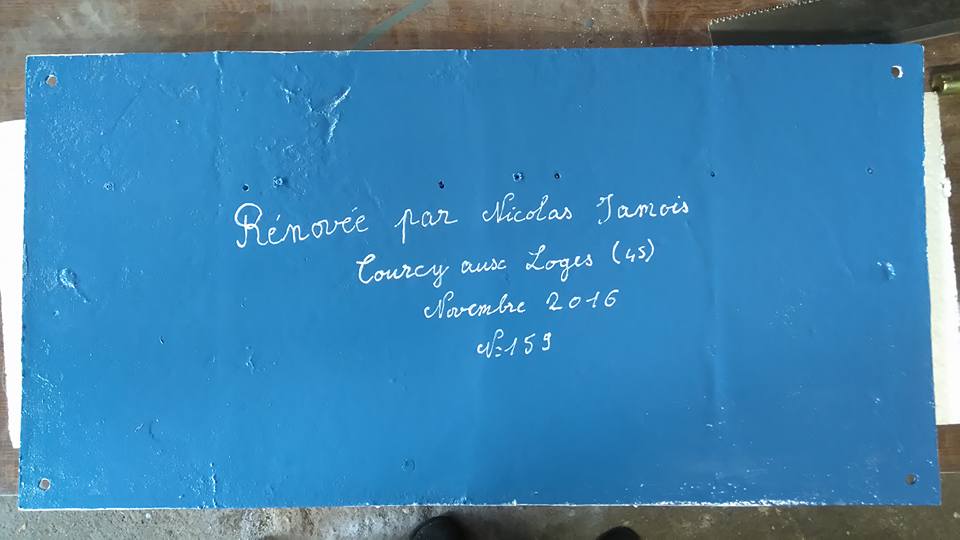 Rénovée par Nicolas Jamois
Courcy aux Loges (45)
Novembre 2016
N=159